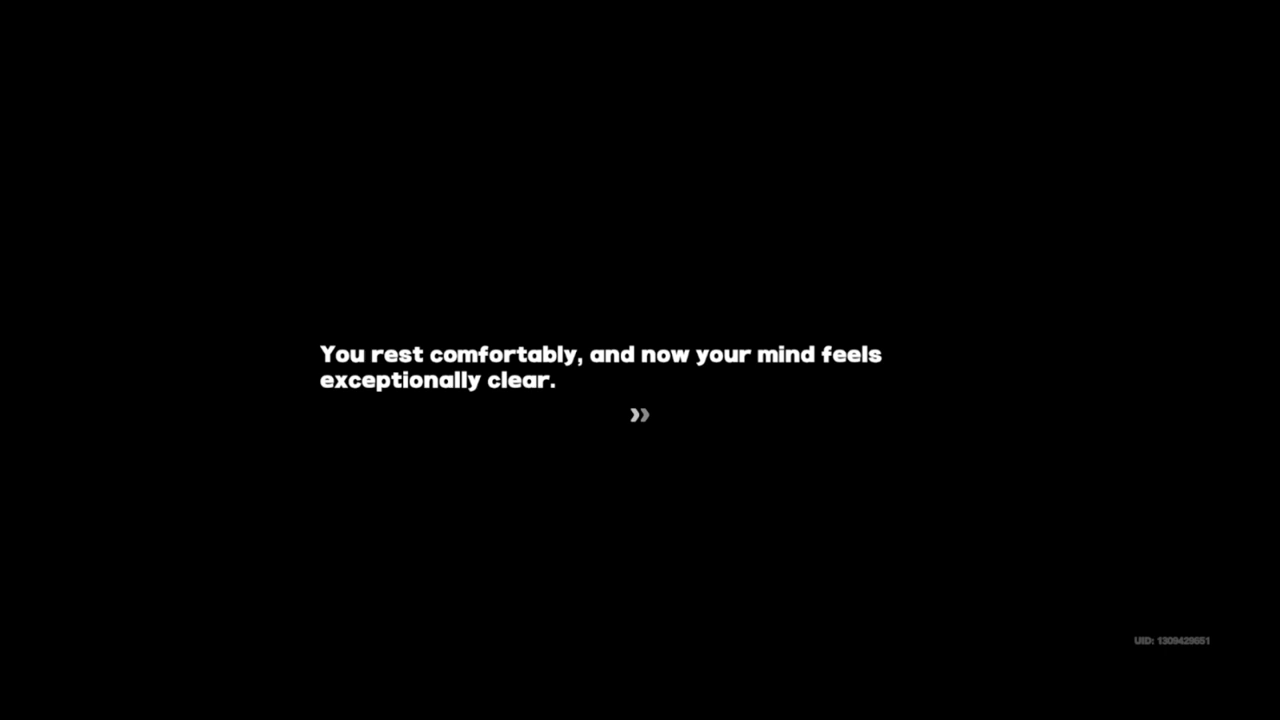 You rest comfortably, and now your mind feels
exceptionally clear.
UID: 1309429651